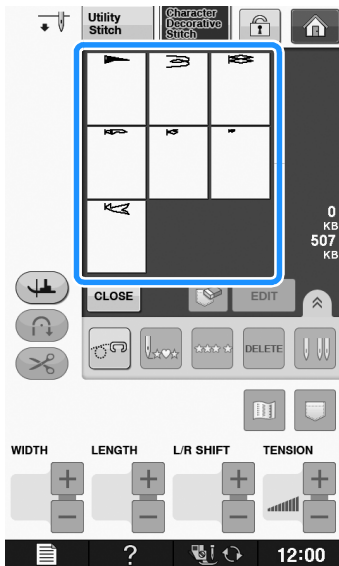 Utility
Stitch
Character
Decorative
Stitch
0
KB
507
KB
CLOSE
EDIT
DELETE
WIDTH
LENGTH
L/R SHIFT
TENSION
?
12:00